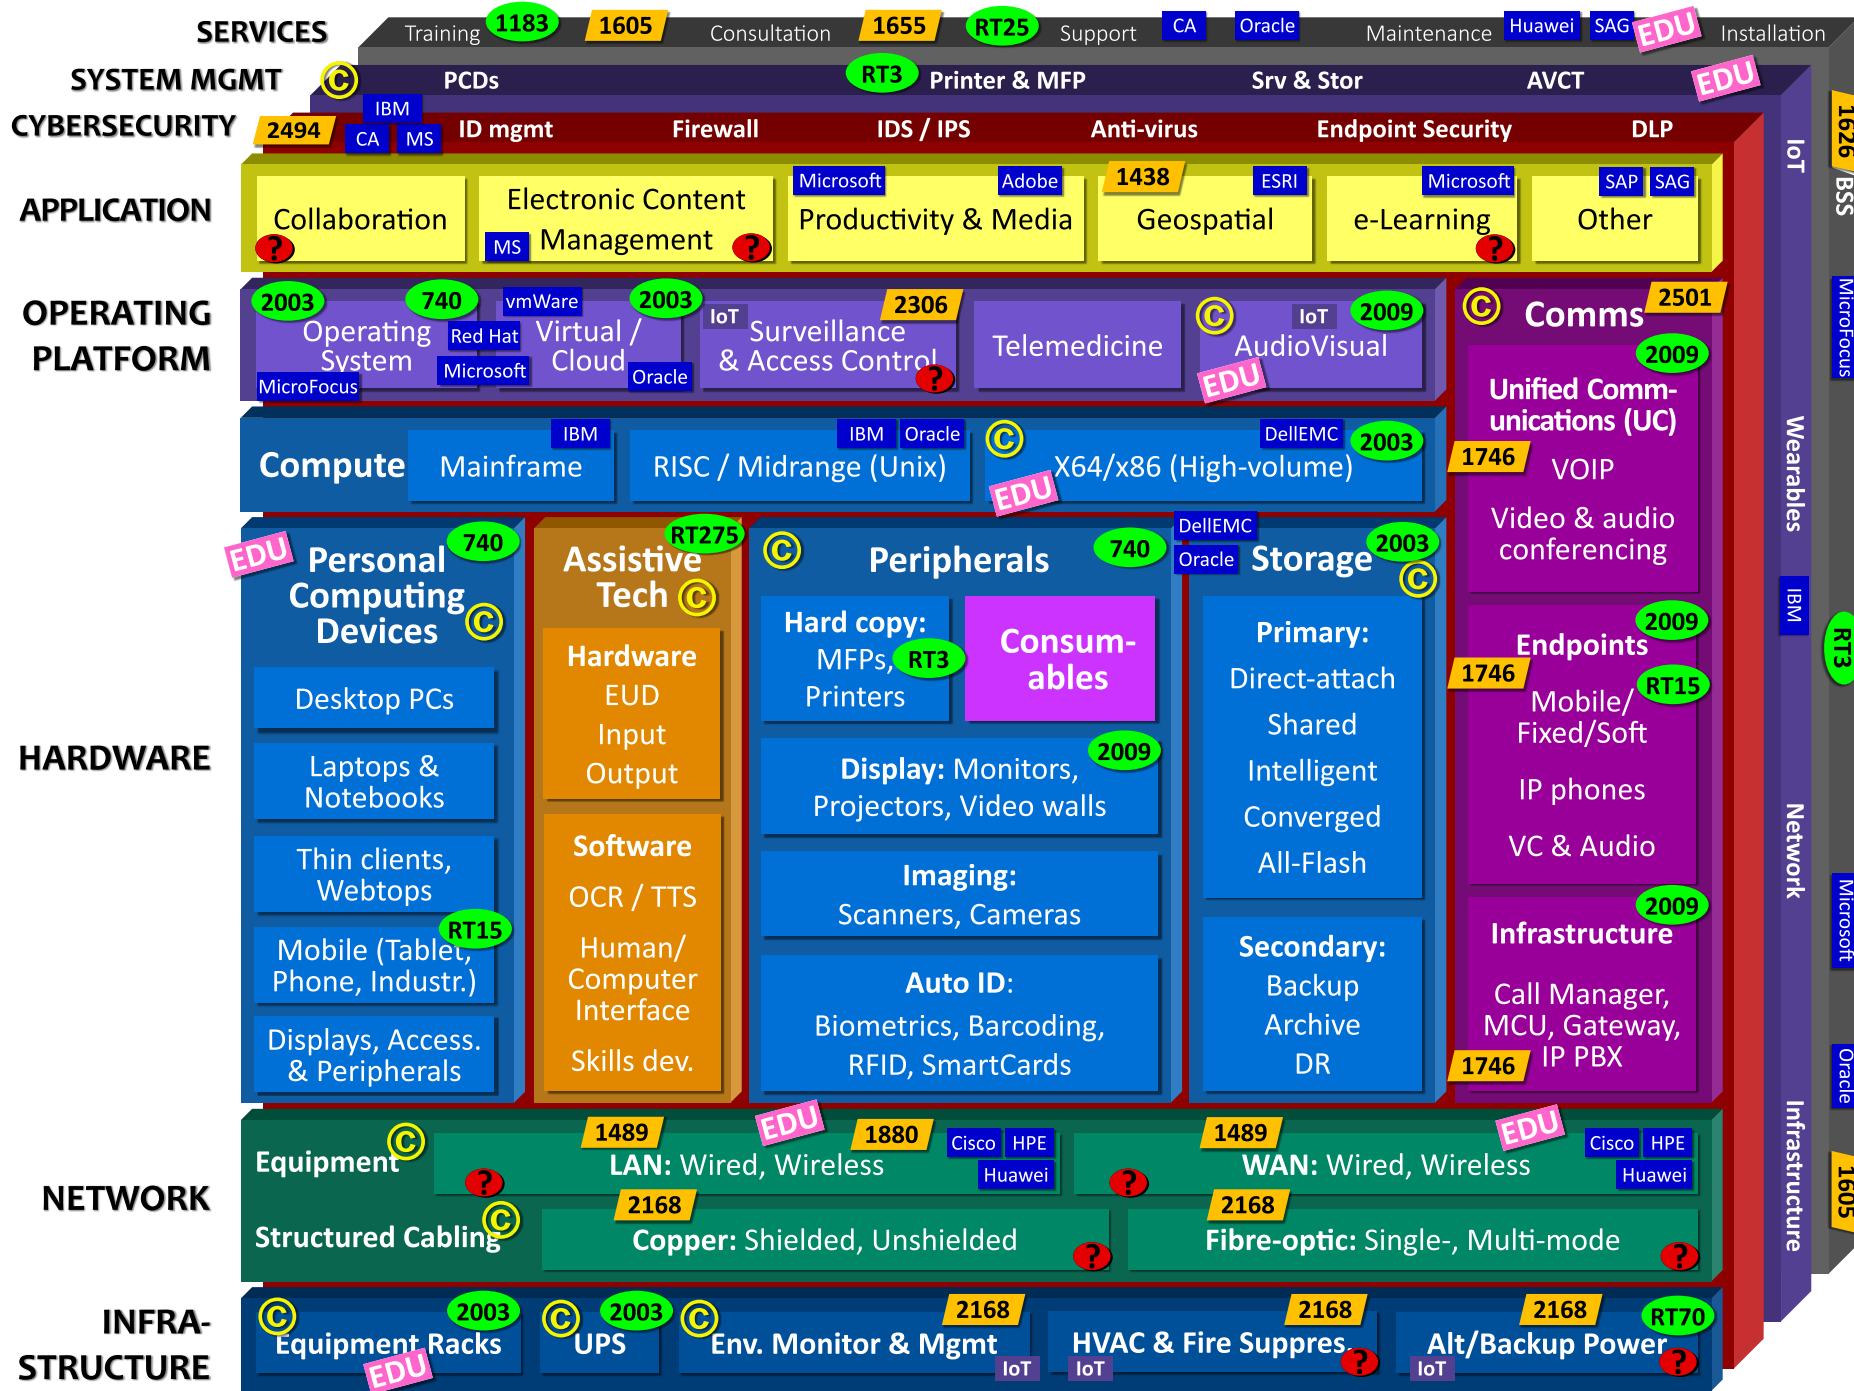 SERVICES
Training 1183 1605 Consultation 1655 RT25 Support CA Oracle Maintenance Huawei SAG EDU Installation
SYSTEM MGMT © PCDs RT3 Printer & MFP Srv & Stor AVCT EDU
IBM
CYBERSECURITY 2494 CA MS ID mgmt Firewall IDS / IPS Anti-virus Endpoint Security DLP
APPLICATION
Collaboration ?
Electronic Content
Management MS ?
Microsoft Adobe
Productivity & Media
1438 ESRI
Geospatial
Microsoft
e-Learning ?
SAP SAG
Other
OPERATING
PLATFORM
2003 740
Operating
System
MicroFocus
vmWare 2003
Red Hat
Microsoft
Virtual /
Cloud
Oracle
IoT 2306
Surveillance
& Access Control
?
Telemedicine
© IoT 2009
AudioVisual
EDU
Compute
IBM
Mainframe
IBM Oracle
RISC / Midrange (Unix)
© DellEMC 2003
X64/x86 (High-volume)
EDU
© Comms 2501
2009
Unified Comm-
unications (UC)
1746
VOIP
Video & audio
conferencing
2009
Endpoints
1746 RT15
Mobile/
Fixed/Soft
IP phones
VC & Audio
2009
Infrastructure
Call Manager,
MCU, Gateway,
IP PBX
1746
HARDWARE
EDU 740
Personal
Computing
Devices ©
Desktop PCs
Laptops &
Notebooks
Thin clients,
Webtops
RT15
Mobile (Tablet,
Phone, Industr.)
Displays, Access.
& Peripherals
RT275
Assistive
Tech ©
Hardware
EUD
Input
Output
Software
OCR / TTS
Human/
Computer
Interface
Skills dev.
© Peripherals 740
Hard copy:
MFPs, RT3
Printers
Consum-
ables
2009
Display: Monitors,
Projectors, Video walls
Imaging:
Scanners, Cameras
Auto ID:
Biometrics, Barcoding,
RFID, SmartCards
DellEMC
Oracle
2003
Storage
©
Primary:
Direct-attach
Shared
Intelligent
Converged
All-Flash
Secondary:
Backup
Archive
DR
NETWORK
Equipment ©
1489 EDU 1880 Cisco HPE
LAN: Wired, Wireless
? Huawei
1489 EDU Cisco HPE
WAN: Wired, Wireless
? Huawei
Structured Cabling ©
2168
Copper: Shielded, Unshielded
?
2168
Fibre-optic: Single-, Multi-mode
?
INFRA-
STRUCTURE
© 2003
Equipment Racks
EDU
© 2003
UPS
© 2168
Env. Monitor & Mgmt
IoT
2168
HVAC & Fire Suppres.
IoT ?
2168 RT70
Alt/Backup Power
IoT ?
IoT
Wearables
IBM
Network
Infrastructure
1626
/BSS
MicroFocus
RT3
Microsoft
Oracle
1605